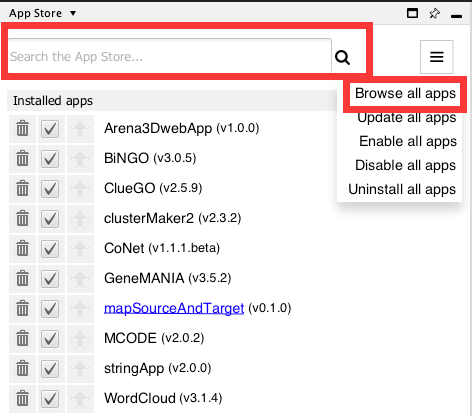 App Store
Search the App Store...
Browse all apps
Update all apps
Enable all apps
Disable all apps
Uninstall all apps
Installed apps
Arena3DwebApp (v1.0.0)
BiNGO (v3.0.5)
ClueGO (v2.5.9)
clusterMaker2 (v2.3.2)
CoNet (v1.1.1.beta)
GeneMANIA (v3.5.2)
mapSourceAndTarget (v0.1.0)
MCODE (v2.0.2)
stringApp (v2.0.0)
WordCloud (v3.1.4)